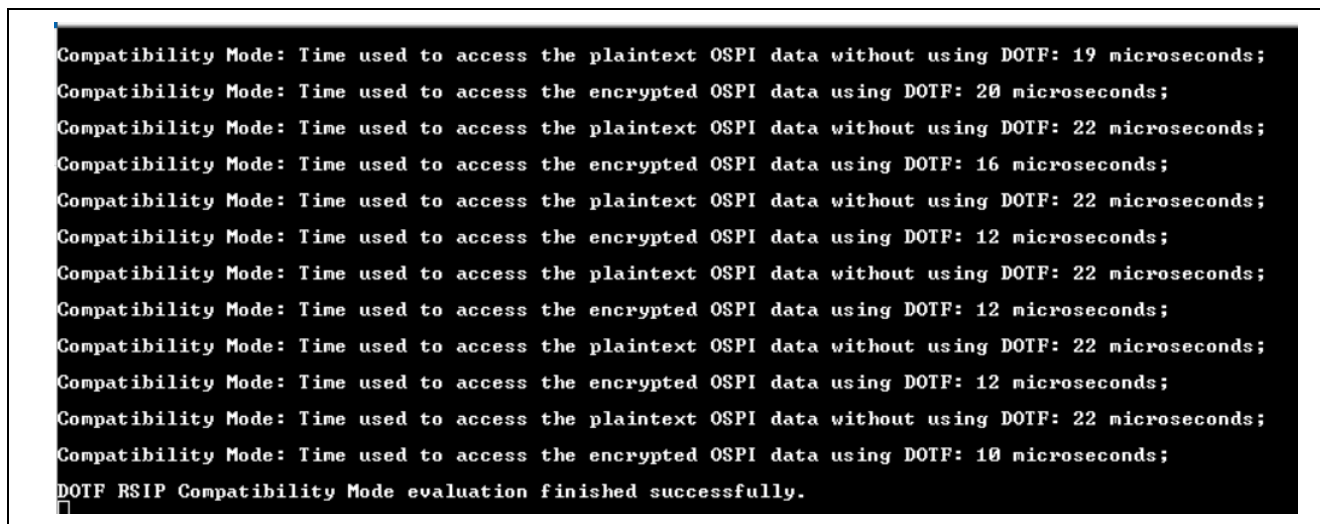 Compatibility Mode: Time used to access the plaintext OSPI data without using DOTF: 19 microseconds;
Compatibility Mode: Time used to access the encrypted OSPI data using DOTF: 20 microseconds;
Compatibility Mode: Time used to access the plaintext OSPI data without using DOTF: 22 microseconds;
Compatibility Mode: Time used to access the encrypted OSPI data using DOTF: 16 microseconds;
Compatibility Mode: Time used to access the plaintext OSPI data without using DOTF: 22 microseconds;
Compatibility Mode: Time used to access the encrypted OSPI data using DOTF: 12 microseconds;
Compatibility Mode: Time used to access the plaintext OSPI data without using DOTF: 22 microseconds;
Compatibility Mode: Time used to access the encrypted OSPI data using DOTF: 12 microseconds;
Compatibility Mode: Time used to access the plaintext OSPI data without using DOTF: 22 microseconds;
Compatibility Mode: Time used to access the encrypted OSPI data using DOTF: 12 microseconds;
Compatibility Mode: Time used to access the plaintext OSPI data without using DOTF: 22 microseconds;
Compatibility Mode: Time used to access the encrypted OSPI data using DOTF: 10 microseconds;
DOTF RSIP Compatibility Mode evaluation finished successfully.